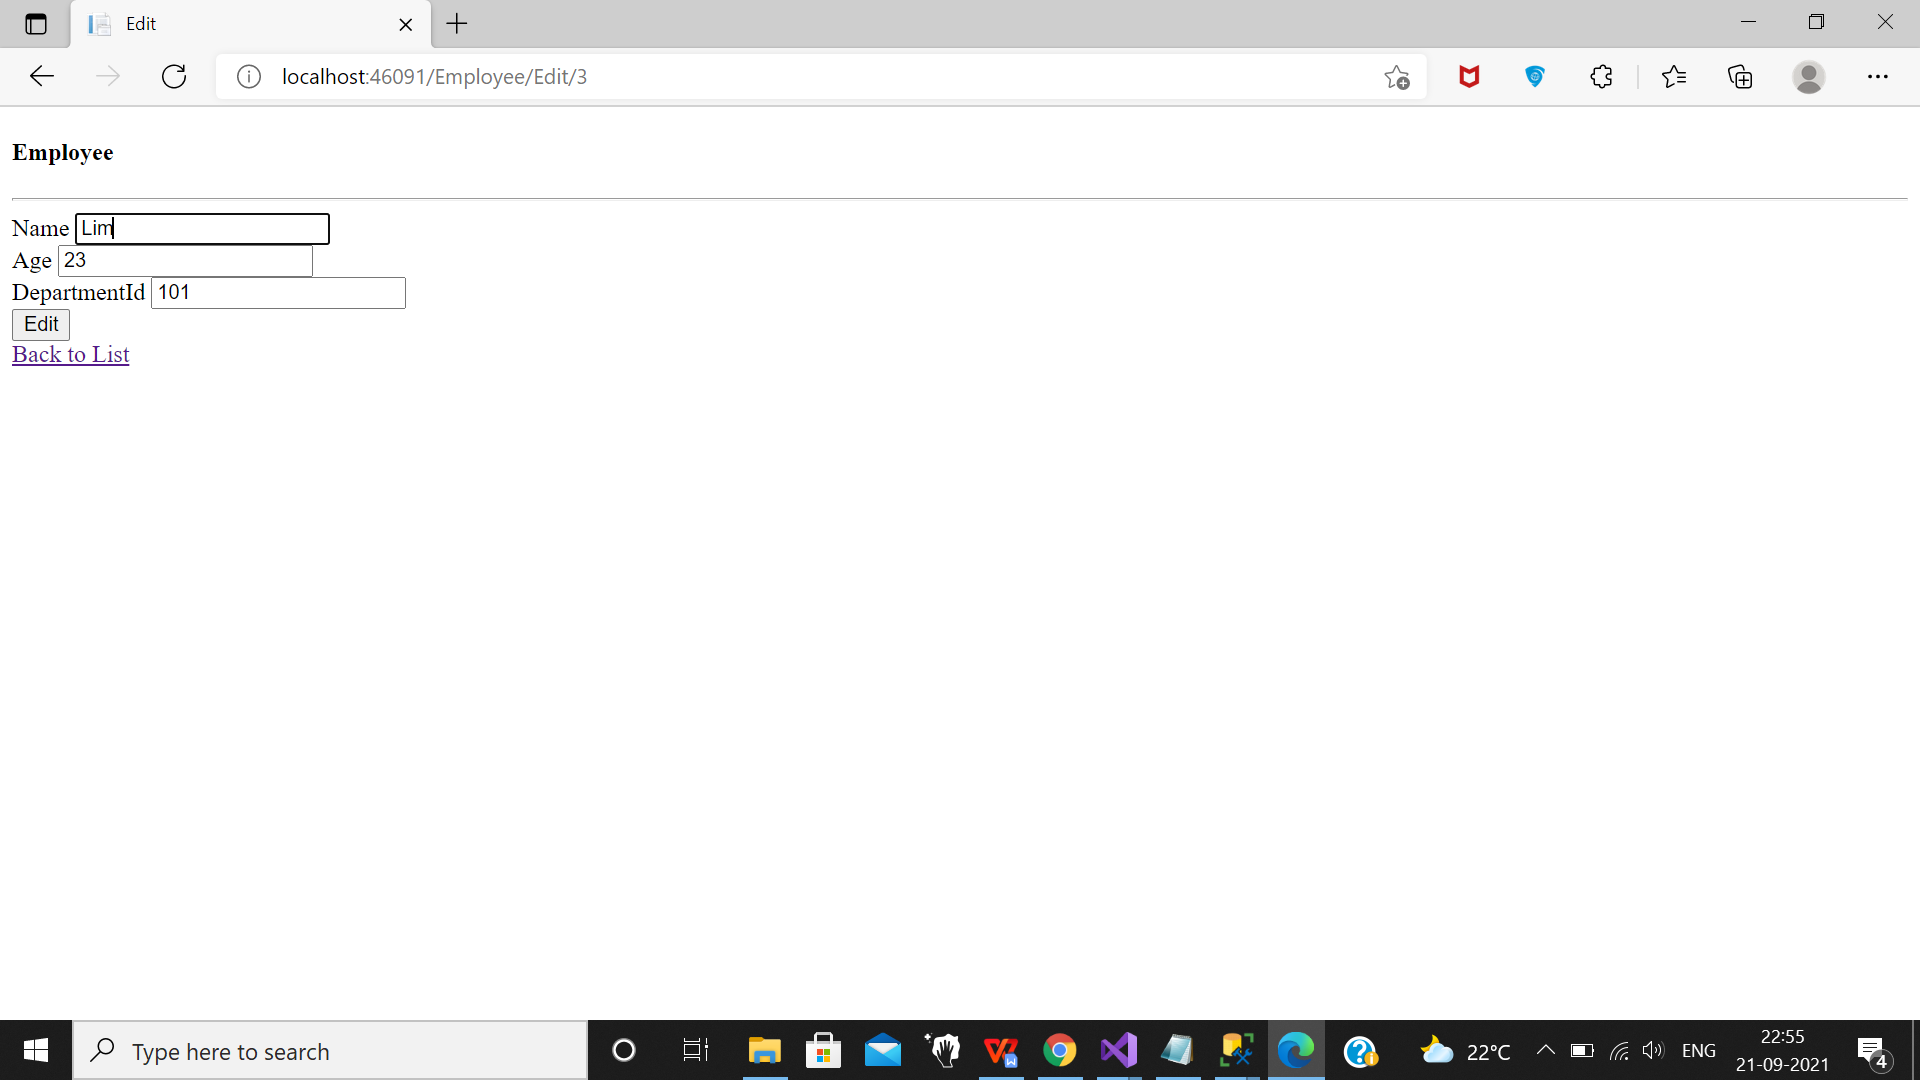 Edit
localhost:46091/Employee/Edit/3
Employee
Name Lim
Age 23
DepartmentId 101
Edit
Back to List
Type here to search
22°C
ENG
22:55
21-09-2021
4